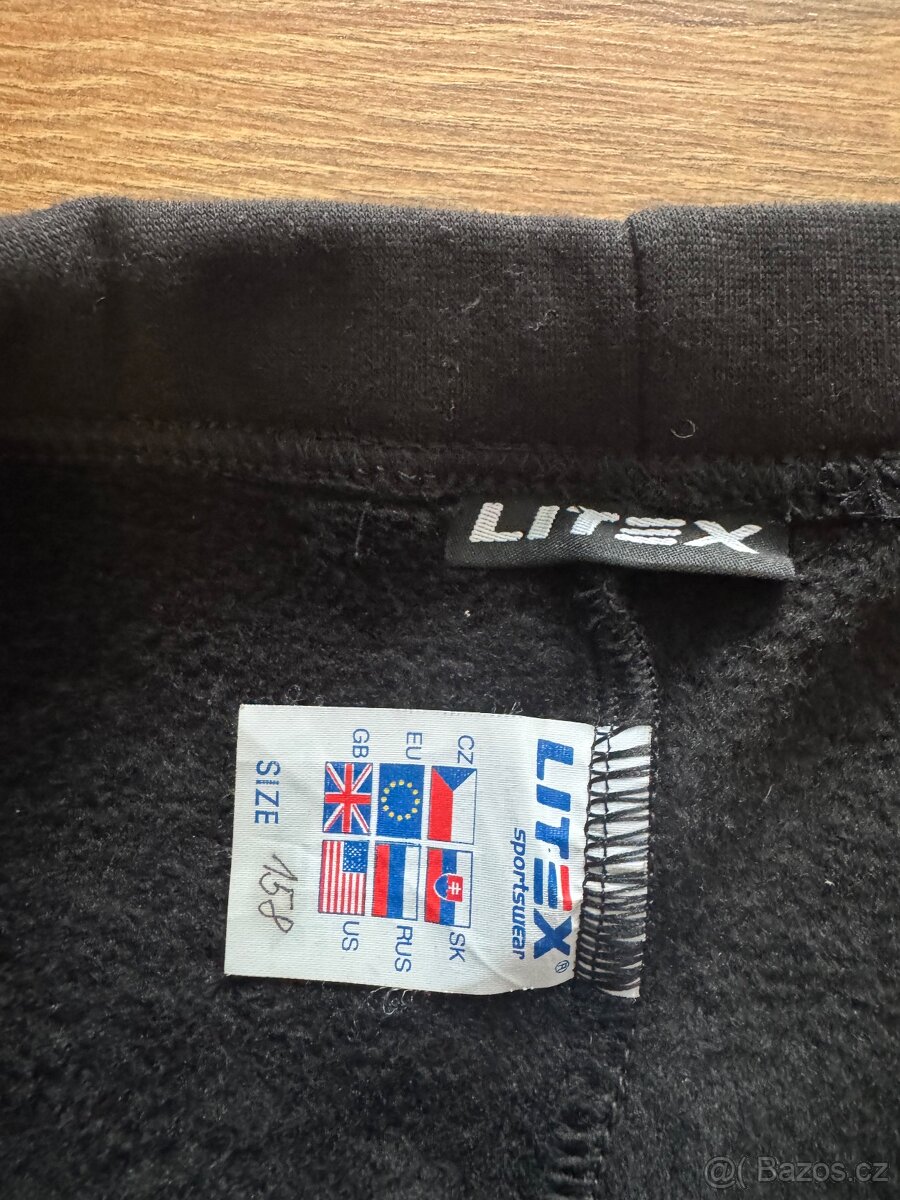 LITEX
LITEX®
sportswear
CZ SK
EU RUS
GB US
SIZE 158
@( Bazos.cz